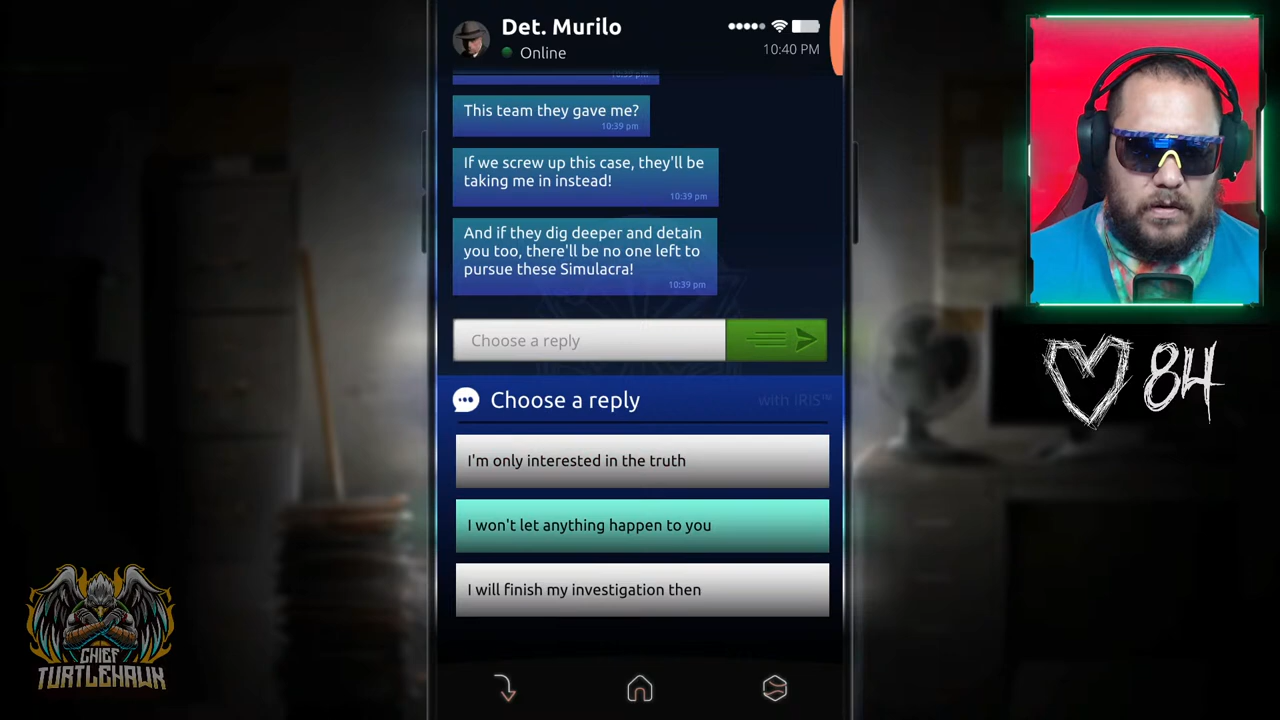 Det. Murilo
Online
10:40 PM
10:39 pm
This team they gave me?
10:39 pm
If we screw up this case, they'll be
taking me in instead!
10:39 pm
And if they dig deeper and detain
you too, there'll be no one left to
pursue these Simulacra!
10:39 pm
Choose a reply
Choose a reply
with IRIS™
I'm only interested in the truth
I won't let anything happen to you
I will finish my investigation then
84
CHIEF
TURTLEHAWK